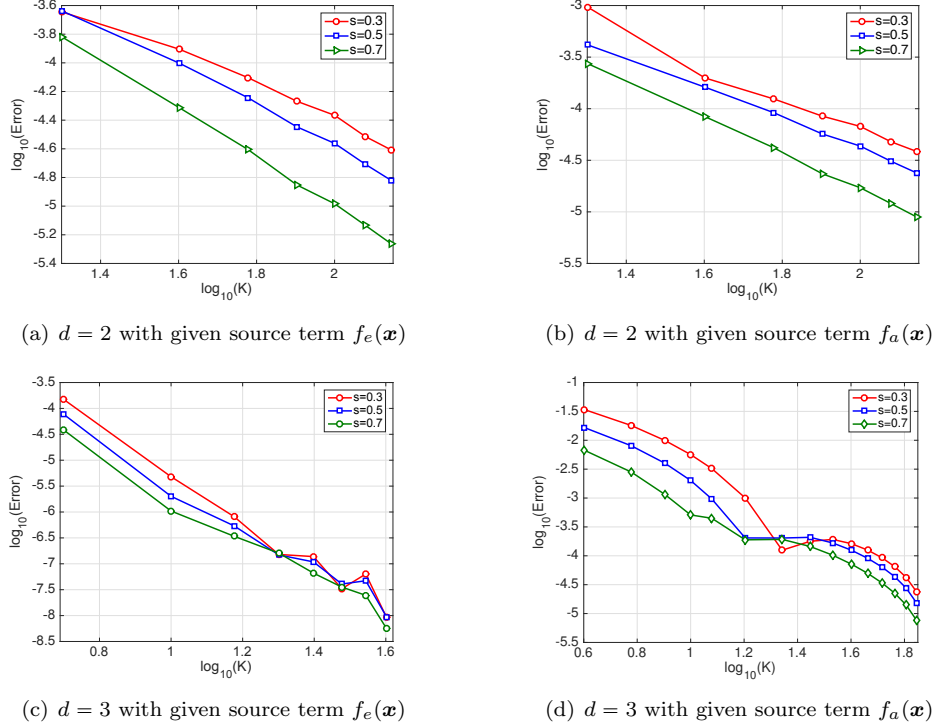 -3.6
-3.8
-4
-4.2
-4.4
-4.6
-4.8
-5
-5.2
-5.4
log10(Error)
s=0.3
s=0.5
s=0.7
1.4 1.6 1.8 2
log10(K)
(a) d = 2 with given source term fe(x)
-3
-3.5
-4
-4.5
-5
-5.5
log10(Error)
s=0.3
s=0.5
s=0.7
1.4 1.6 1.8 2
log10(K)
(b) d = 2 with given source term fa(x)
-3.5
-4
-4.5
-5
-5.5
-6
-6.5
-7
-7.5
-8
-8.5
log10(Error)
s=0.3
s=0.5
s=0.7
0.8 1 1.2 1.4 1.6
log10(K)
(c) d = 3 with given source term fe(x)
-1
-1.5
-2
-2.5
-3
-3.5
-4
-4.5
-5
-5.5
log10(Error)
s=0.3
s=0.5
s=0.7
0.6 0.8 1 1.2 1.4 1.6 1.8
log10(K)
(d) d = 3 with given source term fa(x)